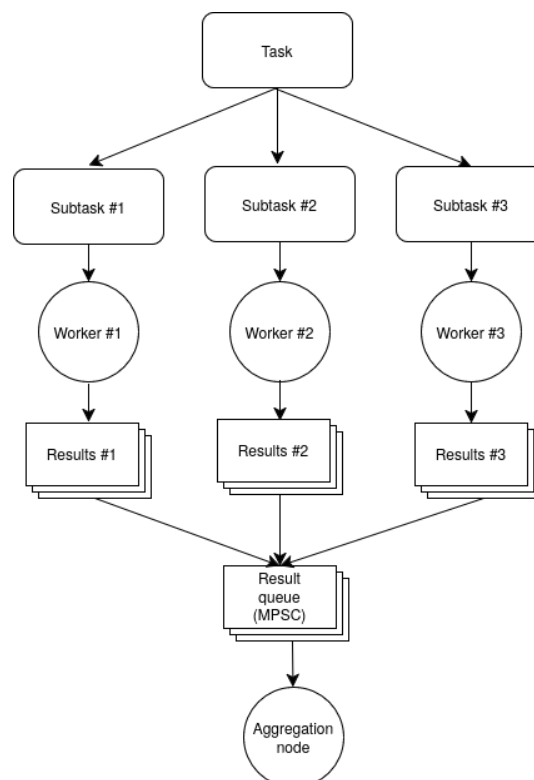 Task
Subtask #1
Subtask #2
Subtask #3
Worker #1
Worker #2
Worker #3
Results #1
Results #2
Results #3
Result
queue
(MPSC)
Aggregation
node